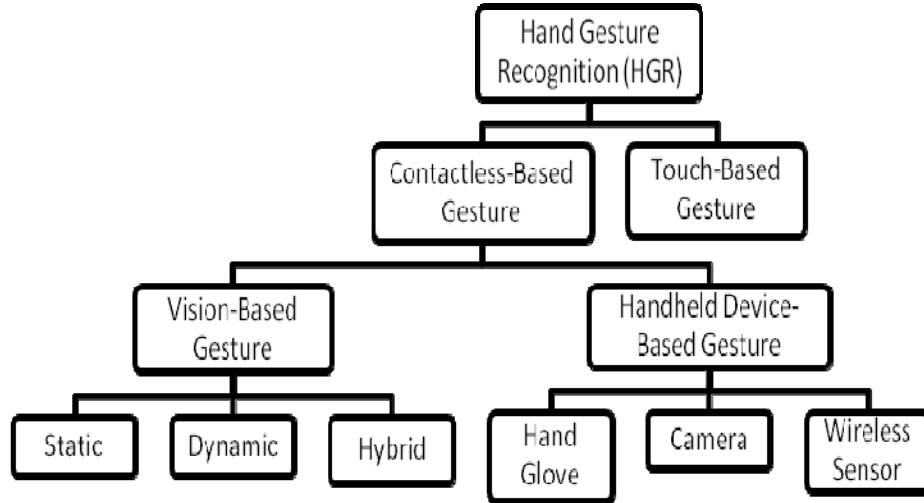 Hand Gesture
Recognition (HGR)
Contactless-Based
Gesture
Touch-Based
Gesture
Vision-Based
Gesture
Handheld Device-
Based Gesture
Static
Dynamic
Hybrid
Hand
Glove
Camera
Wireless
Sensor